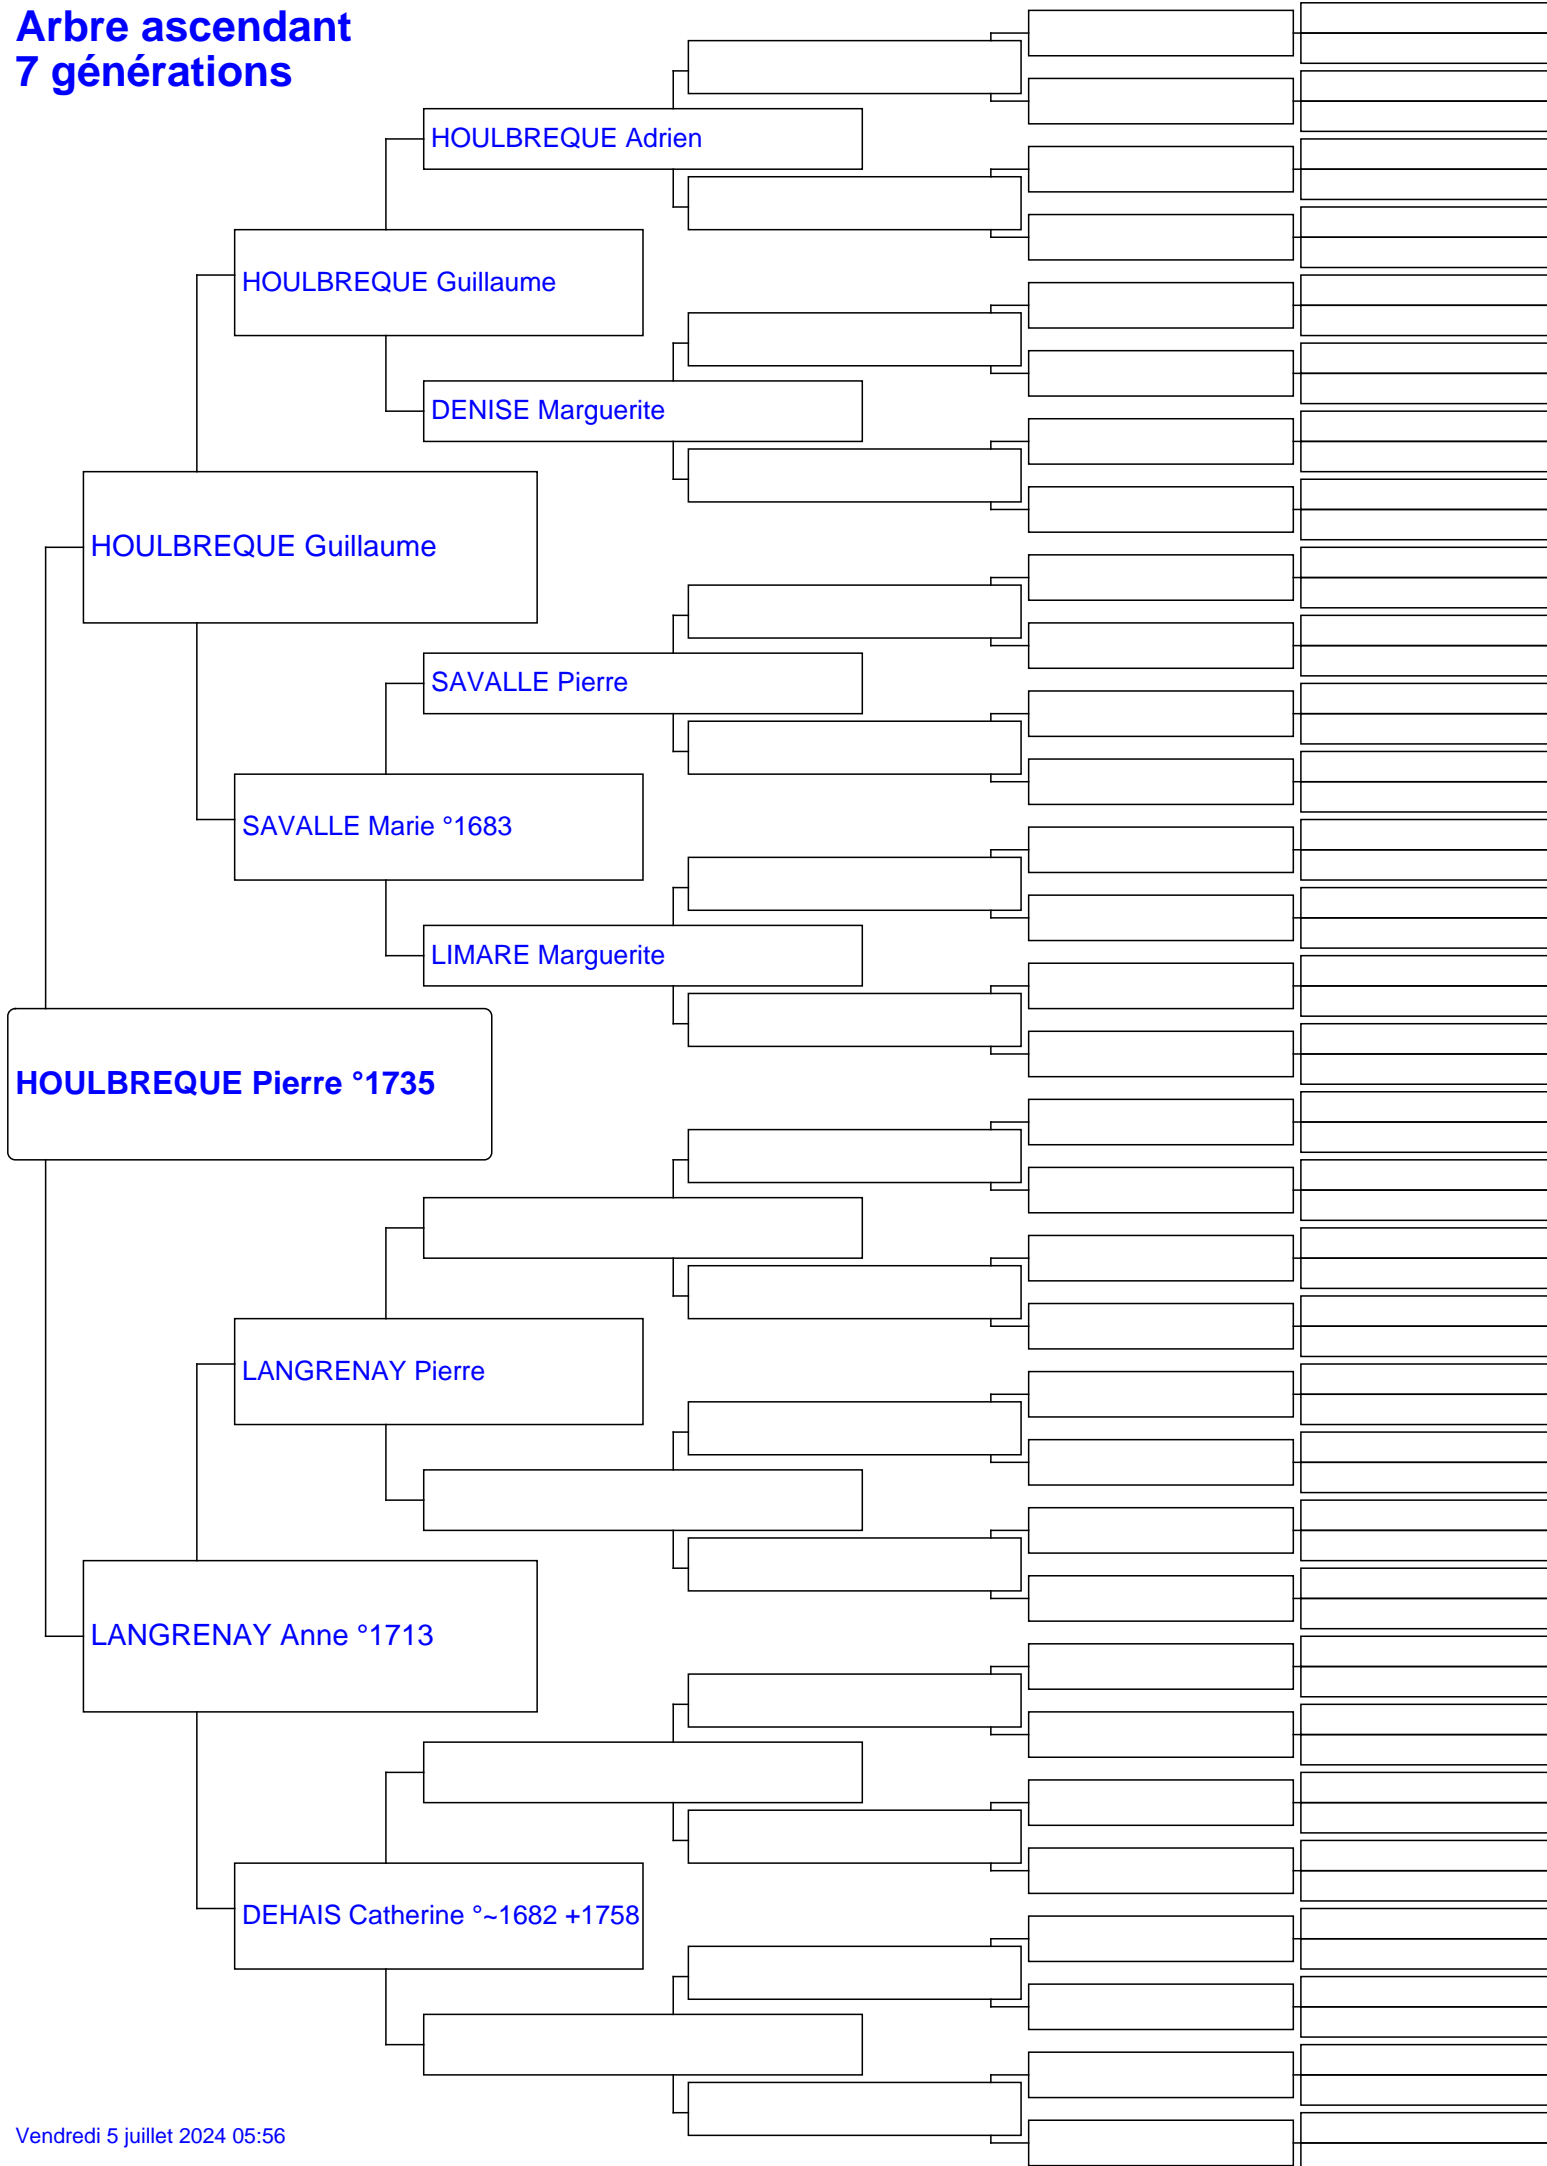 Arbre ascendant
7 générations
HOULBREQUE Adrien
HOULBREQUE Guillaume
DENISE Marguerite
HOULBREQUE Guillaume
SAVALLE Pierre
SAVALLE Marie °1683
LIMARE Marguerite
HOULBREQUE Pierre °1735
LANGRENAY Pierre
LANGRENAY Anne °1713
DEHAIS Catherine °~1682 +1758
Vendredi 5 juillet 2024 05:56